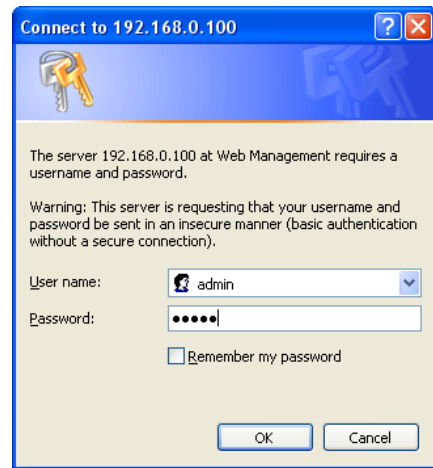 Connect to 192.168.0.100
The server 192.168.0.100 at Web Management requires a
username and password.
Warning: This server is requesting that your username and
password be sent in an insecure manner (basic authentication
without a secure connection).
User name:
admin
Password:
●●●●●
Remember my password
OK
Cancel